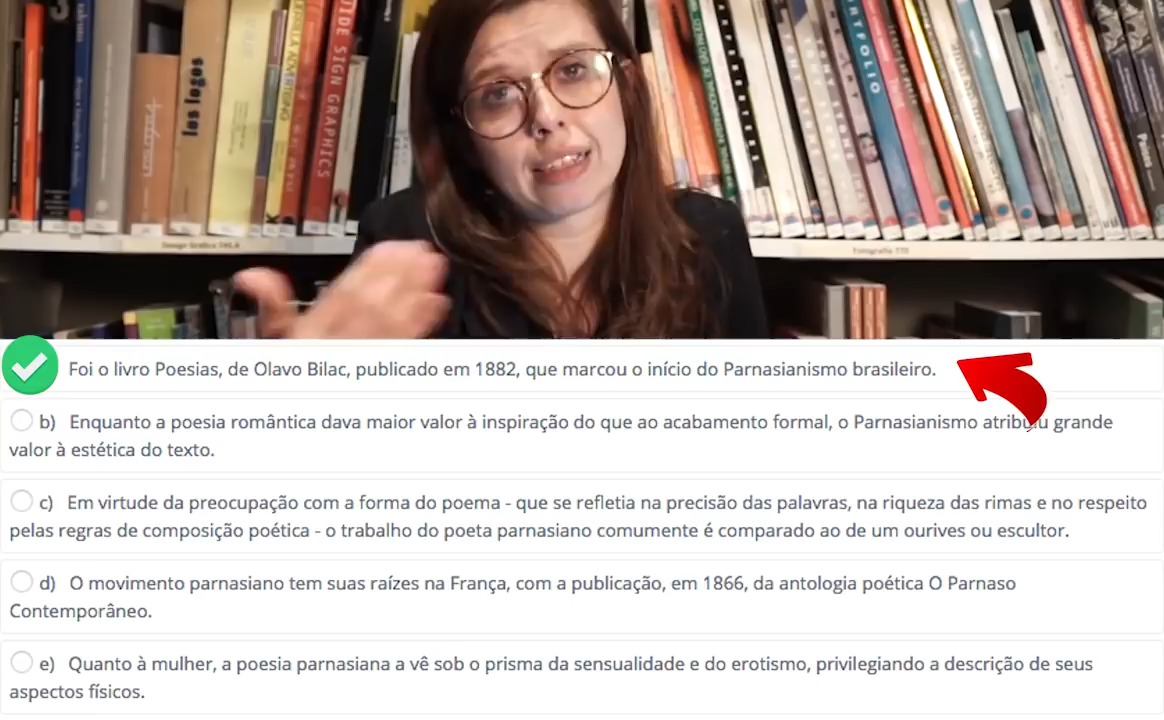 los logos
ADVERTISING
SIGN GRAPHICS
PORTFOLIO
Foi o livro Poesias, de Olavo Bilac, publicado em 1882, que marcou o início do Parnasianismo brasileiro.
b) Enquanto a poesia romântica dava maior valor à inspiração do que ao acabamento formal, o Parnasianismo atribuiu grande
valor à estética do texto.
c) Em virtude da preocupação com a forma do poema - que se refletia na precisão das palavras, na riqueza das rimas e no respeito
pelas regras de composição poética - o trabalho do poeta parnasiano comumente é comparado ao de um ourives ou escultor.
d) O movimento parnasiano tem suas raízes na França, com a publicação, em 1866, da antologia poética O Parnaso
Contemporâneo.
e) Quanto à mulher, a poesia parnasiana a vê sob o prisma da sensualidade e do erotismo, privilegiando a descrição de seus
aspectos físicos.